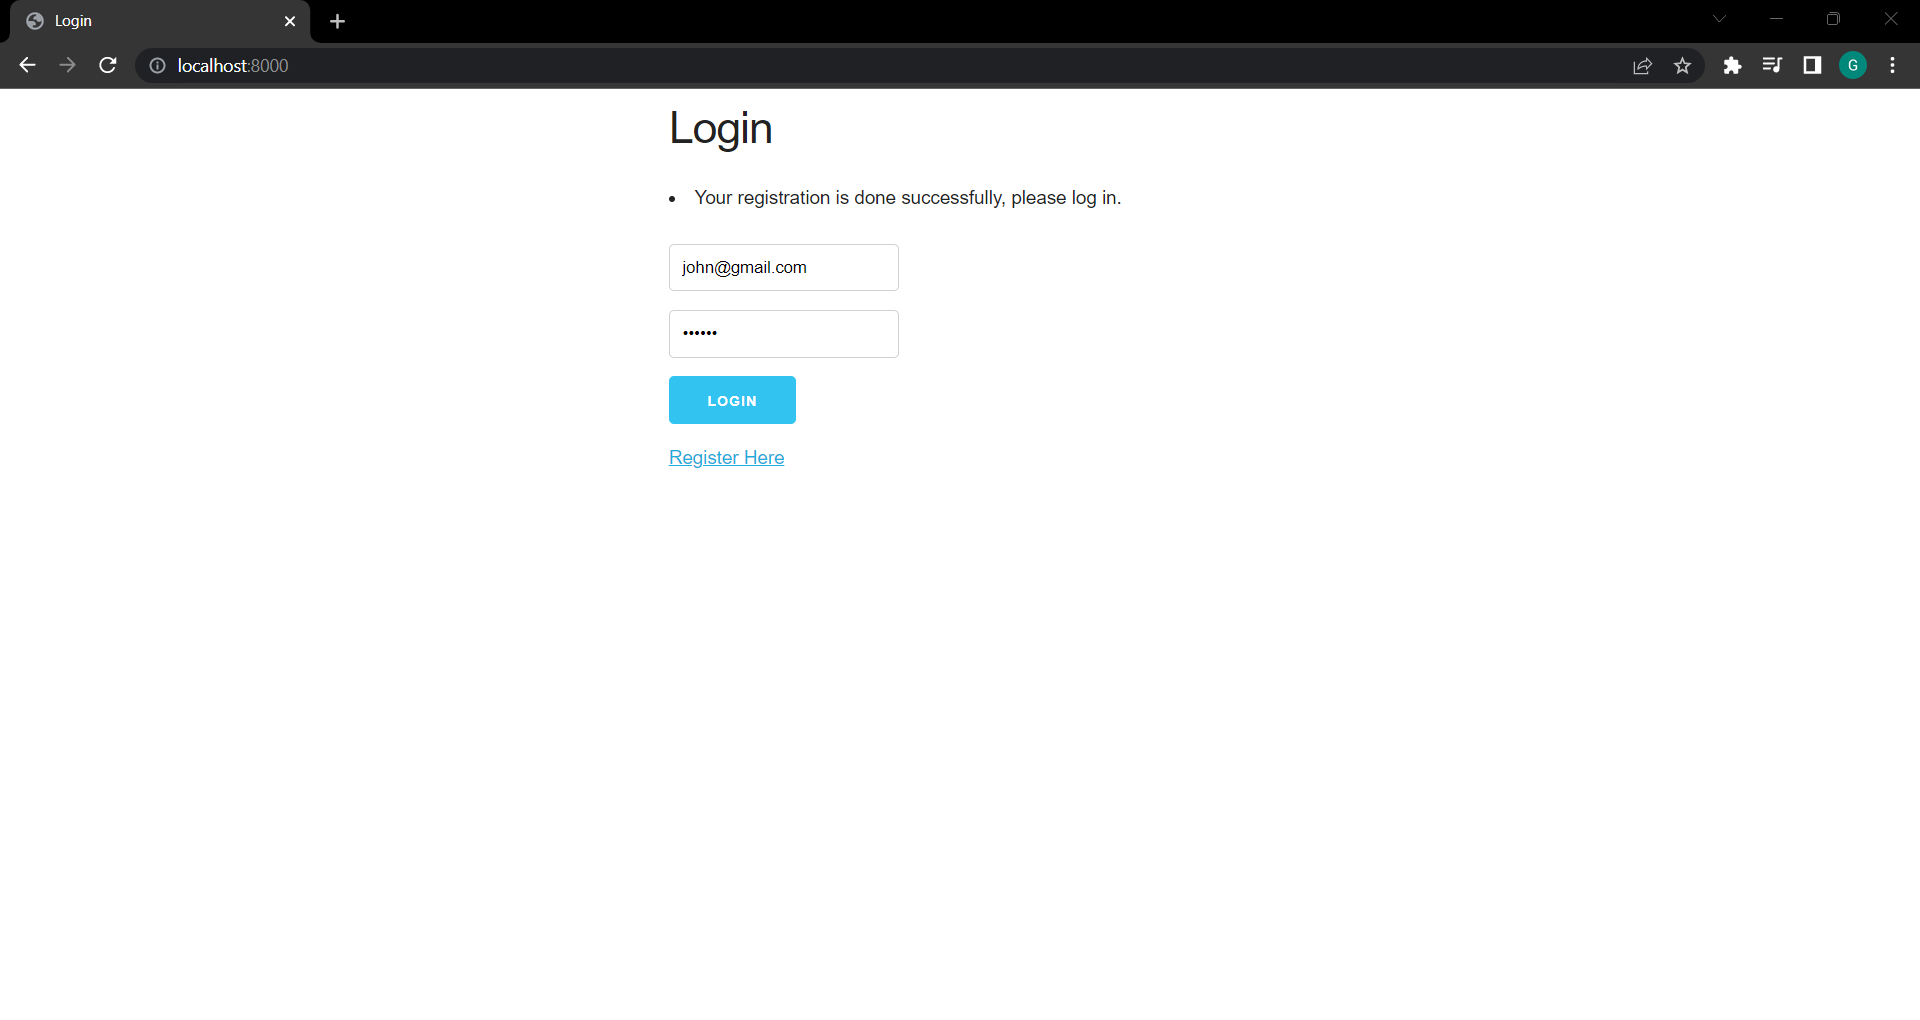 Login
localhost:8000
G
Login
Your registration is done successfully, please log in.
john@gmail.com
••••••
LOGIN
Register Here